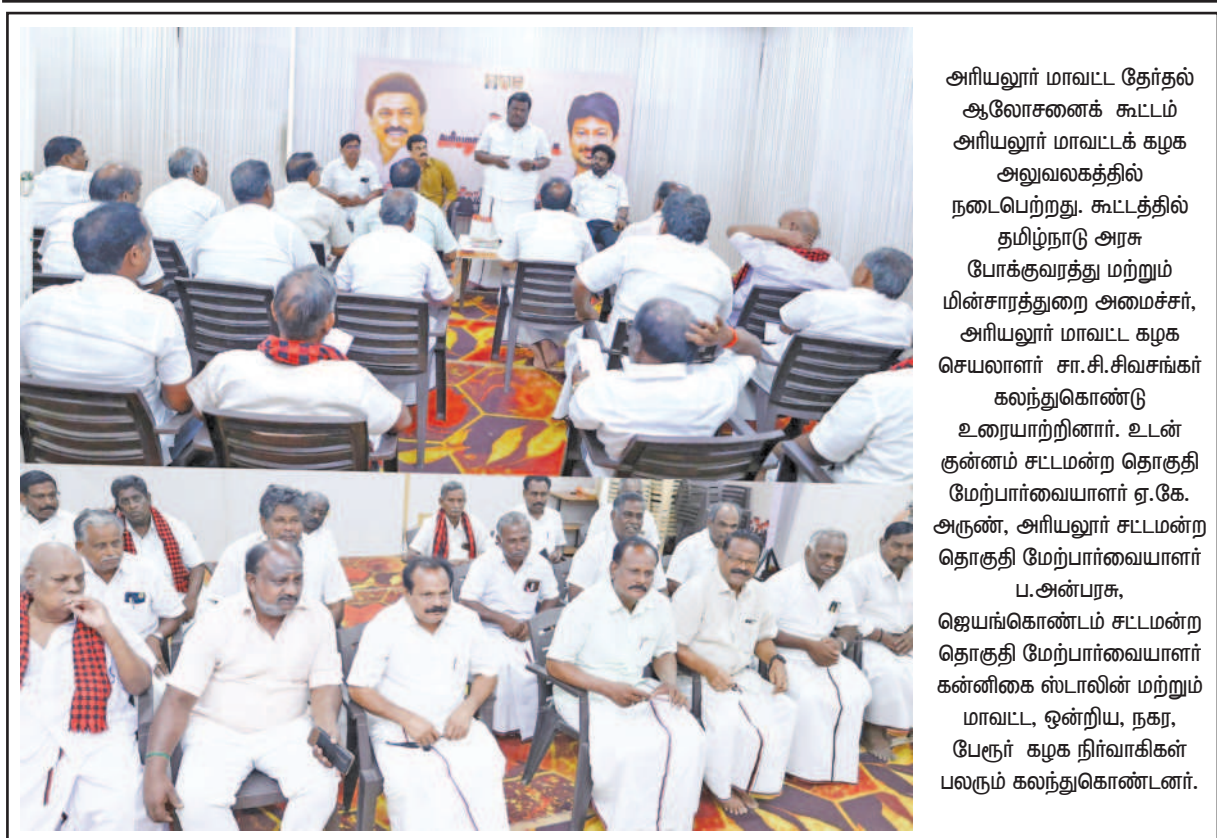 அரியலூர் மாவட்ட தேர்தல்
ஆலோசனைக் கூட்டம்
அரியலூர் மாவட்டக் கழக
அலுவலகத்தில்
நடைபெற்றது. கூட்டத்தில்
தமிழ்நாடு அரசு
போக்குவரத்து மற்றும்
மின்சாரத்துறை அமைச்சர்,
அரியலூர் மாவட்ட கழக
செயலாளர் சா.சி.சிவசங்கர்
கலந்துகொண்டு
உரையாற்றினார். உடன்
குன்னம் சட்டமன்ற தொகுதி
மேற்பார்வையாளர் ஏ.கே.
அருண், அரியலூர் சட்டமன்ற
தொகுதி மேற்பார்வையாளர்
ப.அன்பரசு,
ஜெயங்கொண்டம் சட்டமன்ற
தொகுதி மேற்பார்வையாளர்
கன்னிகை ஸ்டாலின் மற்றும்
மாவட்ட, ஒன்றிய, நகர,
பேரூர் கழக நிர்வாகிகள்
பலரும் கலந்துகொண்டனர்.